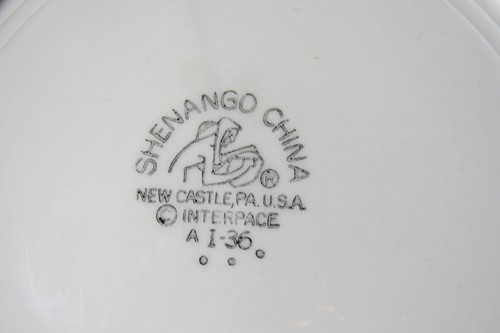 SHENANGO CHINA
®
NEW CASTLE, PA. U.S.A.
© INTERPACE
A I-36